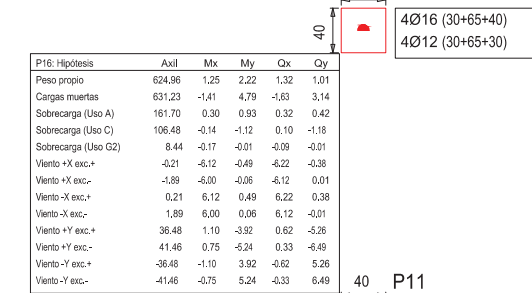 40
4Ø16 (30+65+40)
4Ø12 (30+65+30)
P16: Hipótesis Axil Mx My Qx Qy
Peso propio 624.96 1.25 2.22 1.32 1.01
Cargas muertas 631.23 -1.41 4.79 -1.63 3.14
Sobrecarga (Uso A) 161.70 0.30 0.93 0.32 0.42
Sobrecarga (Uso C) 106.48 -0.14 -1.12 0.10 -1.18
Sobrecarga (Uso G2) 8.44 -0.17 -0.01 -0.09 -0.01
Viento +X exc.+ -0.21 -6.12 -0.49 -6.22 -0.38
Viento +X exc.- -1.89 -6.00 -0.06 -6.12 0.01
Viento -X exc.+ 0.21 6.12 0.49 6.22 0.38
Viento -X exc.- 1.89 6.00 0.06 6.12 -0.01
Viento +Y exc.+ 36.48 1.10 -3.92 0.62 -5.26
Viento +Y exc.- 41.46 0.75 -5.24 0.33 -6.49
Viento -Y exc.+ -36.48 -1.10 3.92 -0.62 5.26
Viento -Y exc.- -41.46 -0.75 5.24 -0.33 6.49
40 P11